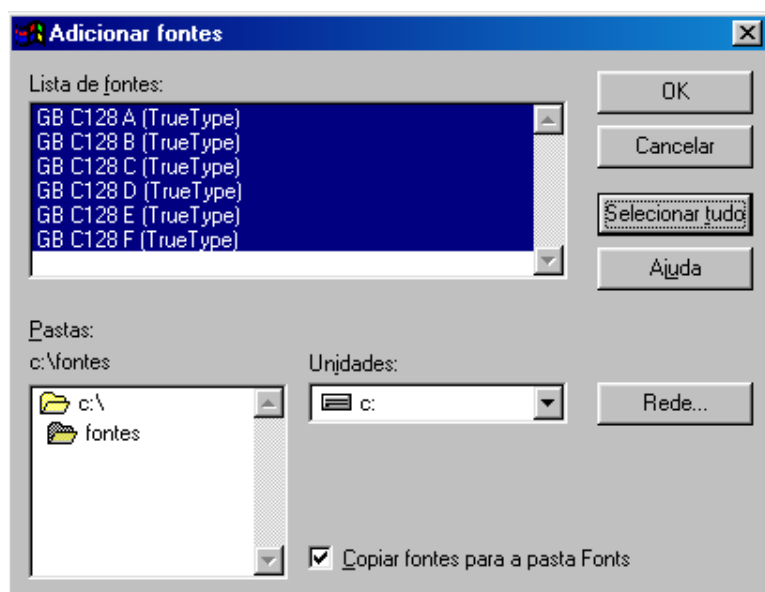 Adicionar fontes
Lista de fontes:
GB C128 A (TrueType)
GB C128 B (TrueType)
GB C128 C (TrueType)
GB C128 D (TrueType)
GB C128 E (TrueType)
GB C128 F (TrueType)
OK
Cancelar
Selecionar tudo
Ajuda
Pastas:
c:\fontes
c:\
fontes
Unidades:
c:
Rede...
Copiar fontes para a pasta Fonts